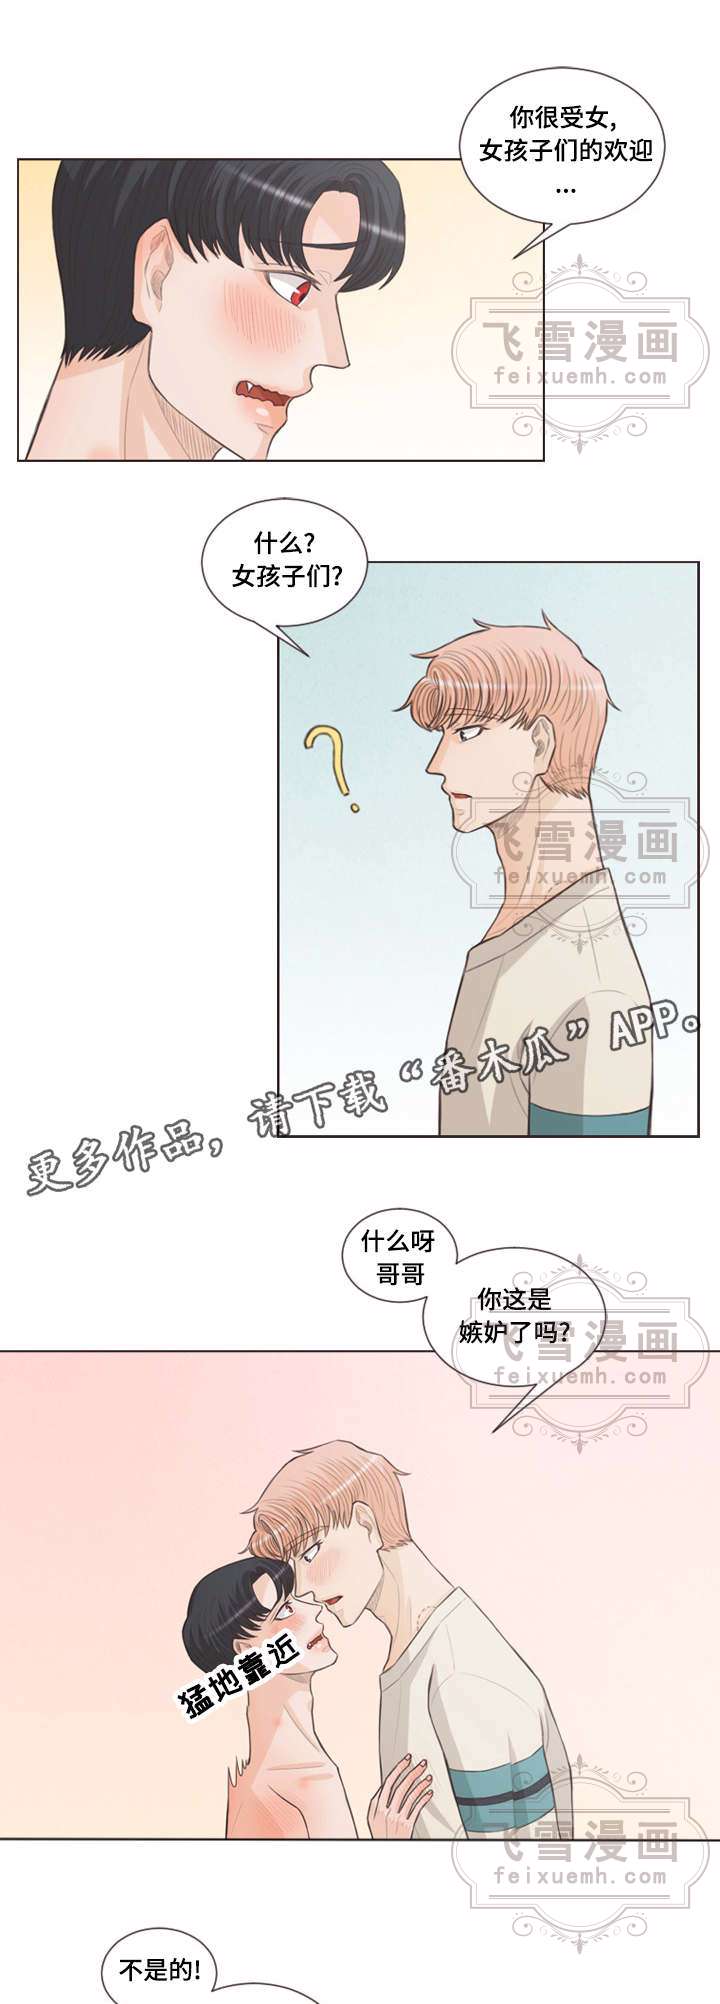 你很受女,
女孩子们的欢迎
...
飞雪漫画
feixuemh.com
什么?
女孩子们?
飞雪漫画
feixuemh.com
更多作品，请下载“番木瓜”APP。
什么呀
哥哥
你这是
嫉妒了吗?
飞雪漫画
feixuemh.com
猛地靠近
飞雪漫画
feixuemh.com
不是的!